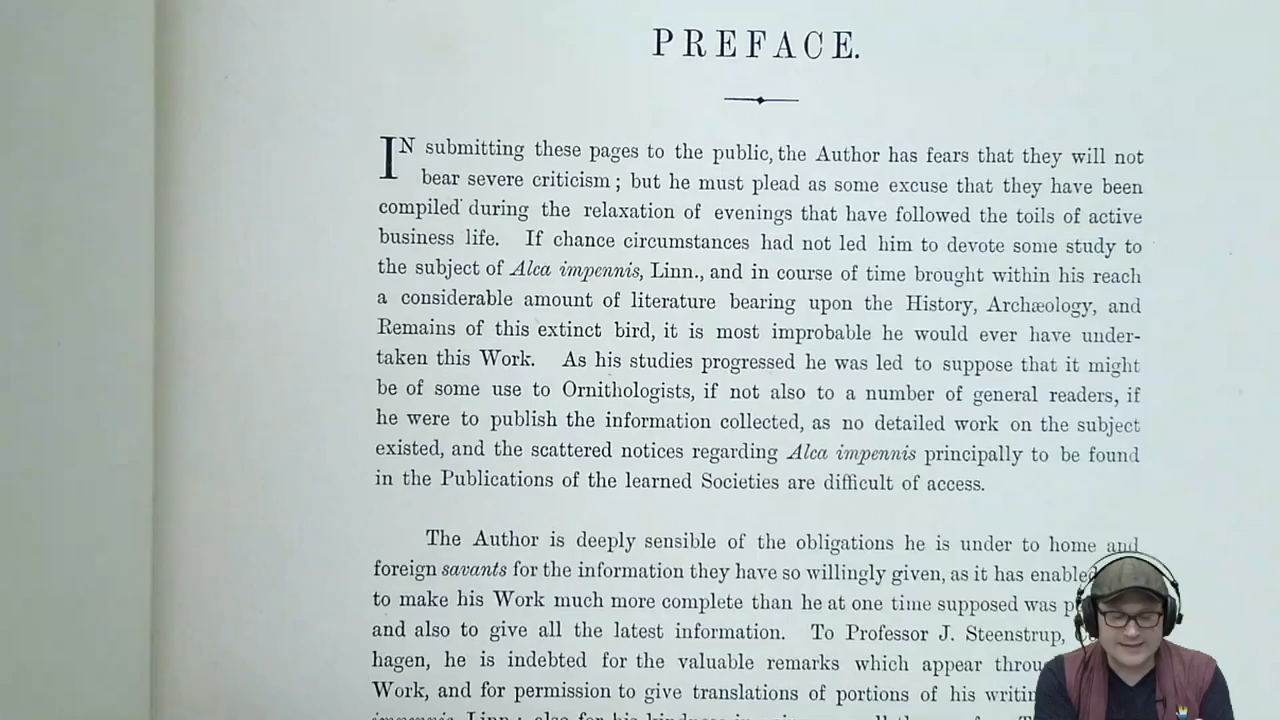 PREFACE.
IN submitting these pages to the public, the Author has fears that they will not
bear severe criticism; but he must plead as some excuse that they have been
compiled during the relaxation of evenings that have followed the toils of active
business life. If chance circumstances had not led him to devote some study to
the subject of Alca impennis, Linn., and in course of time brought within his reach
a considerable amount of literature bearing upon the History, Archæology, and
Remains of this extinct bird, it is most improbable he would ever have under-
taken this Work. As his studies progressed he was led to suppose that it might
be of some use to Ornithologists, if not also to a number of general readers, if
he were to publish the information collected, as no detailed work on the subject
existed, and the scattered notices regarding Alca impennis principally to be found
in the Publications of the learned Societies are difficult of access.
The Author is deeply sensible of the obligations he is under to home and
foreign savants for the information they have so willingly given, as it has enabled
to make his Work much more complete than he at one time supposed was
and also to give all the latest information. To Professor J. Steenstrup,
hagen, he is indebted for the valuable remarks which appear
Work, and for permission to give translations of portions of his